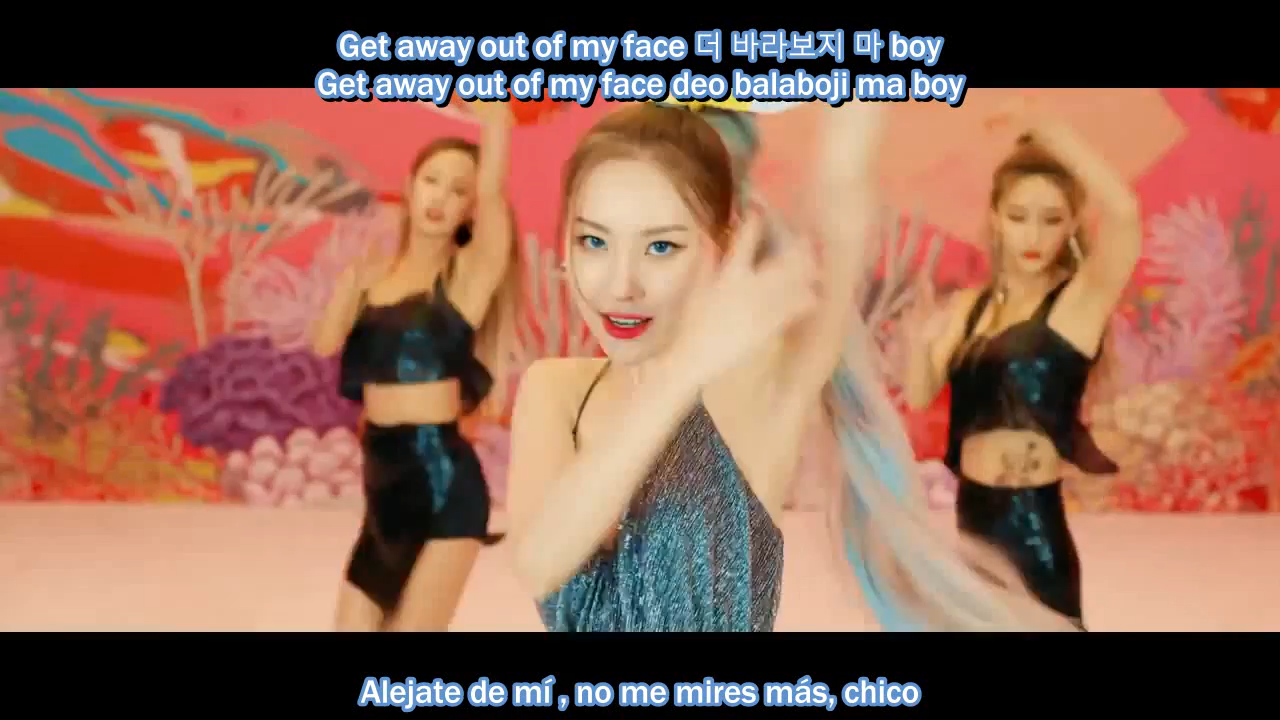 Get away out of my face 더 바라보지 마 boy
Get away out of my face deo balaboji ma boy
Alejate de mí , no me mires más, chico